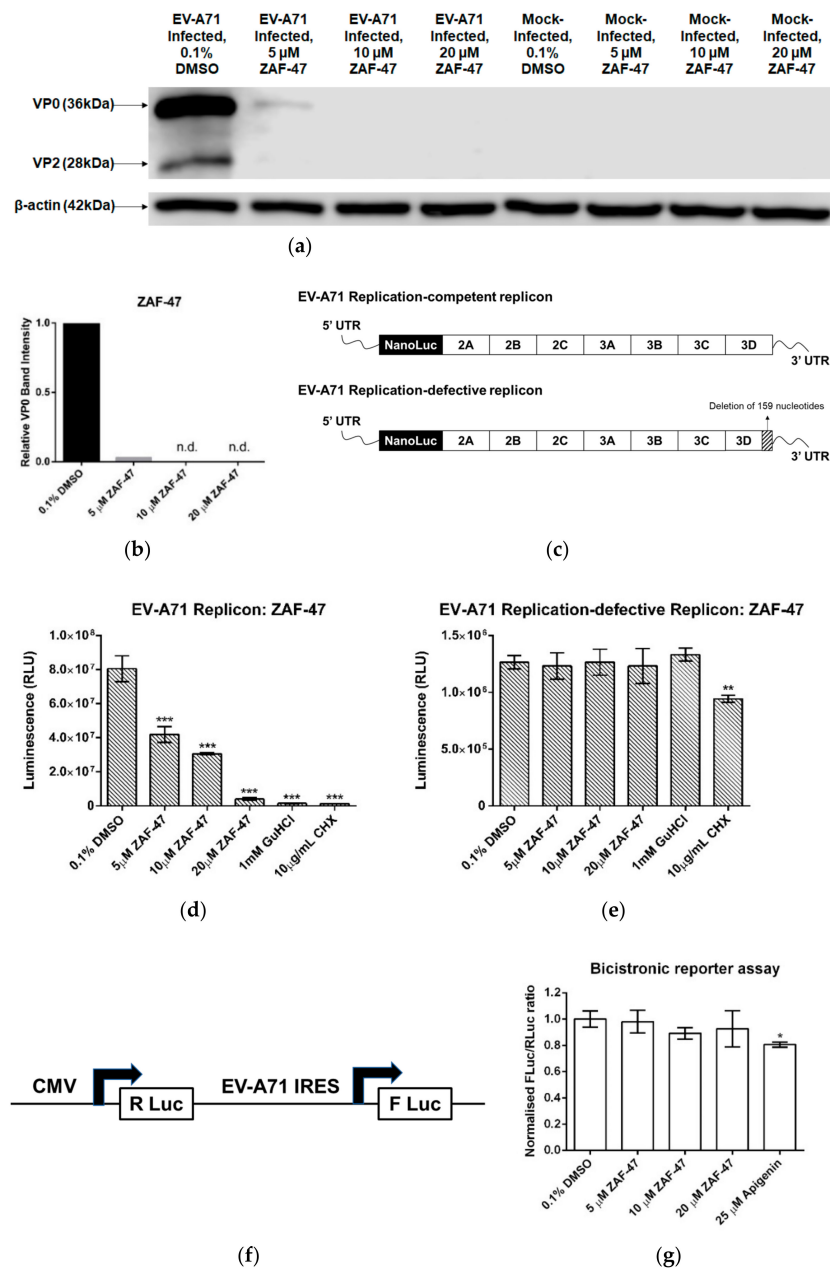 EV-A71 Infected, 0.1% DMSO
EV-A71 Infected, 5 µM ZAF-47
EV-A71 Infected, 10 µM ZAF-47
EV-A71 Infected, 20 µM ZAF-47
Mock-Infected, 0.1% DMSO
Mock-Infected, 5 µM ZAF-47
Mock-Infected, 10 µM ZAF-47
Mock-Infected, 20 µM ZAF-47
VP0 (36kDa)
VP2 (28kDa)
β-actin (42kDa)
(a)
ZAF-47
Relative VP0 Band Intensity
1.0
0.5
0.0
n.d.
n.d.
0.1% DMSO
5 µM ZAF-47
10 µM ZAF-47
20 µM ZAF-47
(b)
EV-A71 Replication-competent replicon
5' UTR
NanoLuc 2A 2B 2C 3A 3B 3C 3D
3' UTR
EV-A71 Replication-defective replicon
Deletion of 159 nucleotides
5' UTR
NanoLuc 2A 2B 2C 3A 3B 3C 3D
3' UTR
(c)
EV-A71 Replicon: ZAF-47
Luminescence (RLU)
1.0×10⁸
8.0×10⁷
6.0×10⁷
4.0×10⁷
2.0×10⁷
0
***
***
***
***
***
0.1% DMSO
5µM ZAF-47
10µM ZAF-47
20µM ZAF-47
1mM GuHCl
10µg/mL CHX
(d)
EV-A71 Replication-defective Replicon: ZAF-47
Luminescence (RLU)
1.5×10⁶
1.0×10⁶
5.0×10⁵
0
**
0.1% DMSO
5µM ZAF-47
10µM ZAF-47
20µM ZAF-47
1mM GuHCl
10µg/mL CHX
(e)
CMV
R Luc
EV-A71 IRES
F Luc
(f)
Bicistronic reporter assay
Normalised FLuc/RLuc ratio
1.2
1.0
0.8
0.6
0.4
0.2
0.0
*
0.1% DMSO
5 µM ZAF-47
10 µM ZAF-47
20 µM ZAF-47
25 µM Apigenin
(g)